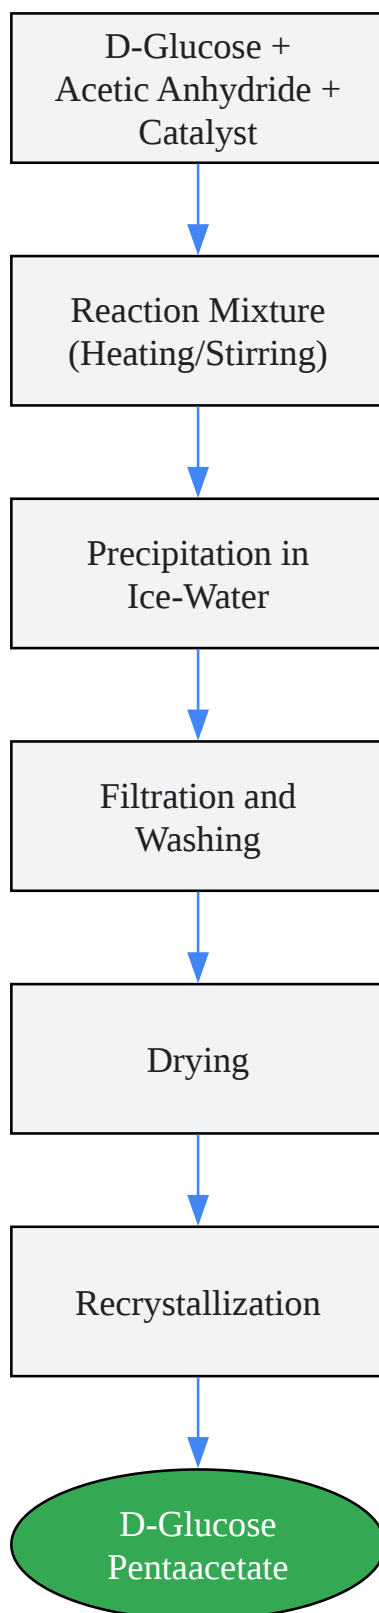 D-Glucose +
Acetic Anhydride +
Catalyst
Reaction Mixture
(Heating/Stirring)
Precipitation in
Ice-Water
Filtration and
Washing
Drying
Recrystallization
D-Glucose
Pentaacetate